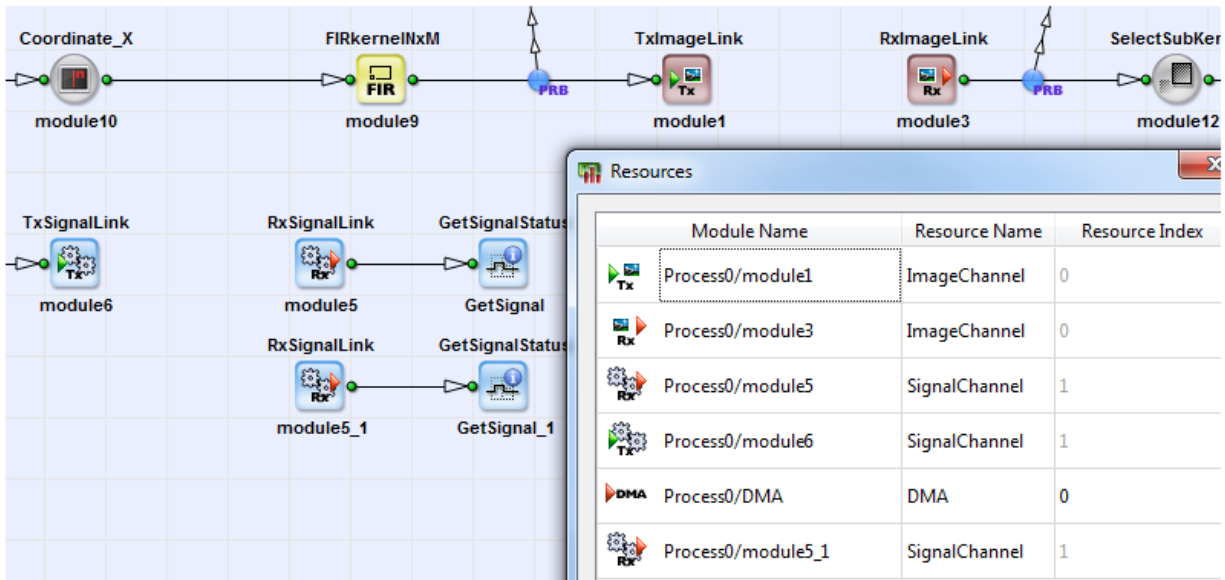 Coordinate_X FIRkernelNxM TxImageLink RxImageLink SelectSubKer
FIR PRB Tx Rx PRB
module10 module9 module1 module3 module12
Resources
TxSignalLink RxSignalLink GetSignalStatus
Module Name Resource Name Resource Index
Tx Rx
Tx Process0/module1 ImageChannel 0
module6 module5 GetSignal
Rx Process0/module3 ImageChannel 0
RxSignalLink GetSignalStatus
Rx
Rx Process0/module5 SignalChannel 1
module5_1 GetSignal_1
Tx Process0/module6 SignalChannel 1
DMA Process0/DMA DMA 0
Rx Process0/module5_1 SignalChannel 1